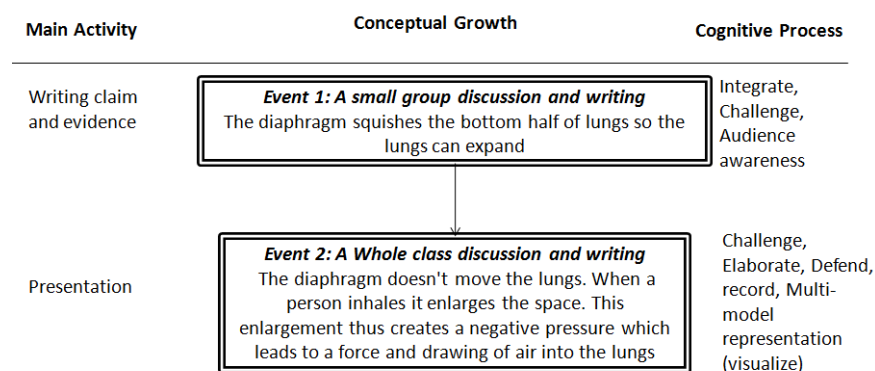 Main Activity
Conceptual Growth
Cognitive Process
Writing claim
and evidence
Event 1: A small group discussion and writing
The diaphragm squishes the bottom half of lungs so the
lungs can expand
Integrate,
Challenge,
Audience
awareness
Presentation
Event 2: A Whole class discussion and writing
The diaphragm doesn't move the lungs. When a
person inhales it enlarges the space. This
enlargement thus creates a negative pressure which
leads to a force and drawing of air into the lungs
Challenge,
Elaborate, Defend,
record, Multi-
model
representation
(visualize)